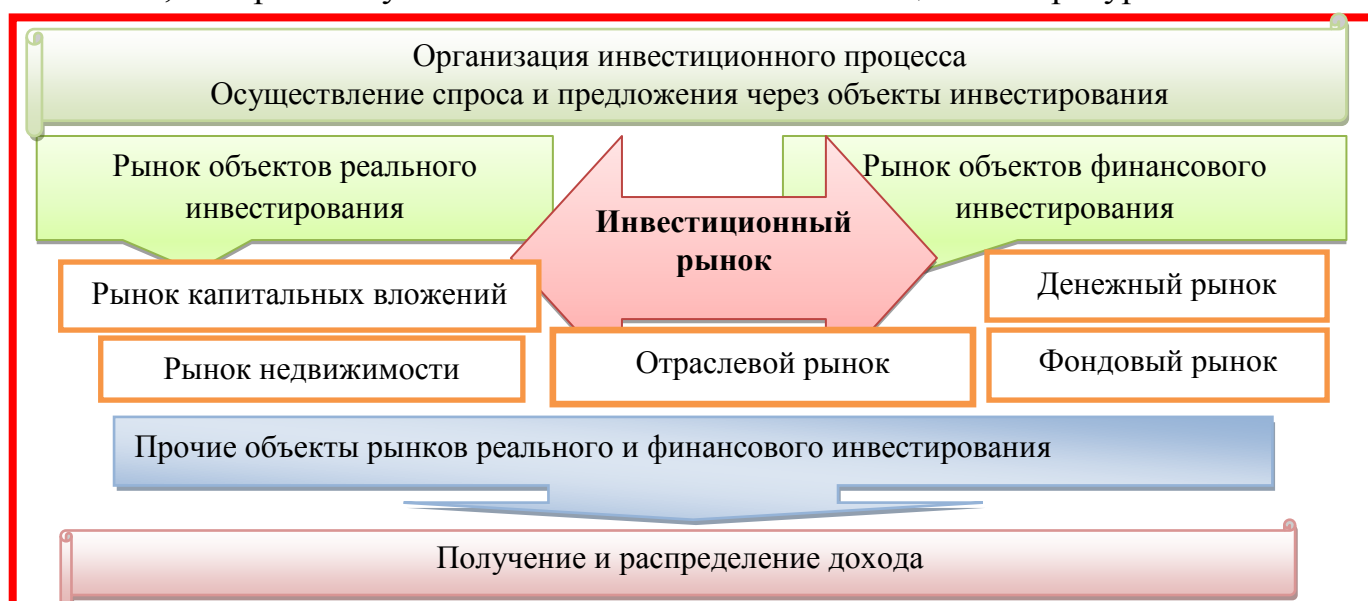 Организация инвестиционного процесса
Осуществление спроса и предложения через объекты инвестирования
Рынок объектов реального
инвестирования
Рынок объектов финансового
инвестирования
Инвестиционный
рынок
Рынок капитальных вложений
Денежный рынок
Рынок недвижимости
Отраслевой рынок
Фондовый рынок
Прочие объекты рынков реального и финансового инвестирования
Получение и распределение дохода